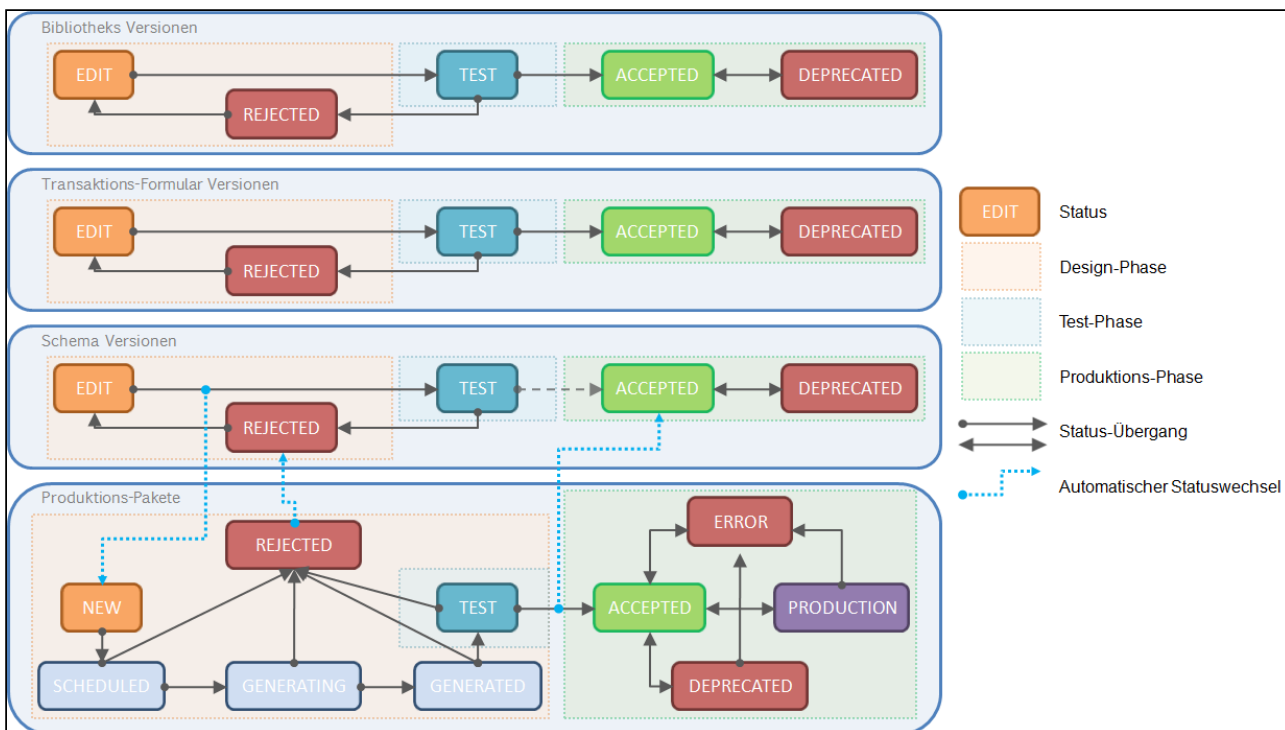 Bibliotheks Versionen
EDIT
TEST
ACCEPTED
DEPRECATED
REJECTED
Transaktions-Formular Versionen
EDIT
TEST
ACCEPTED
DEPRECATED
REJECTED
Schema Versionen
EDIT
TEST
ACCEPTED
DEPRECATED
REJECTED
Produktions-Pakete
REJECTED
ERROR
NEW
TEST
ACCEPTED
PRODUCTION
SCHEDULED
GENERATING
GENERATED
DEPRECATED
EDIT
Status
Design-Phase
Test-Phase
Produktions-Phase
Status-Übergang
Automatischer Statuswechsel